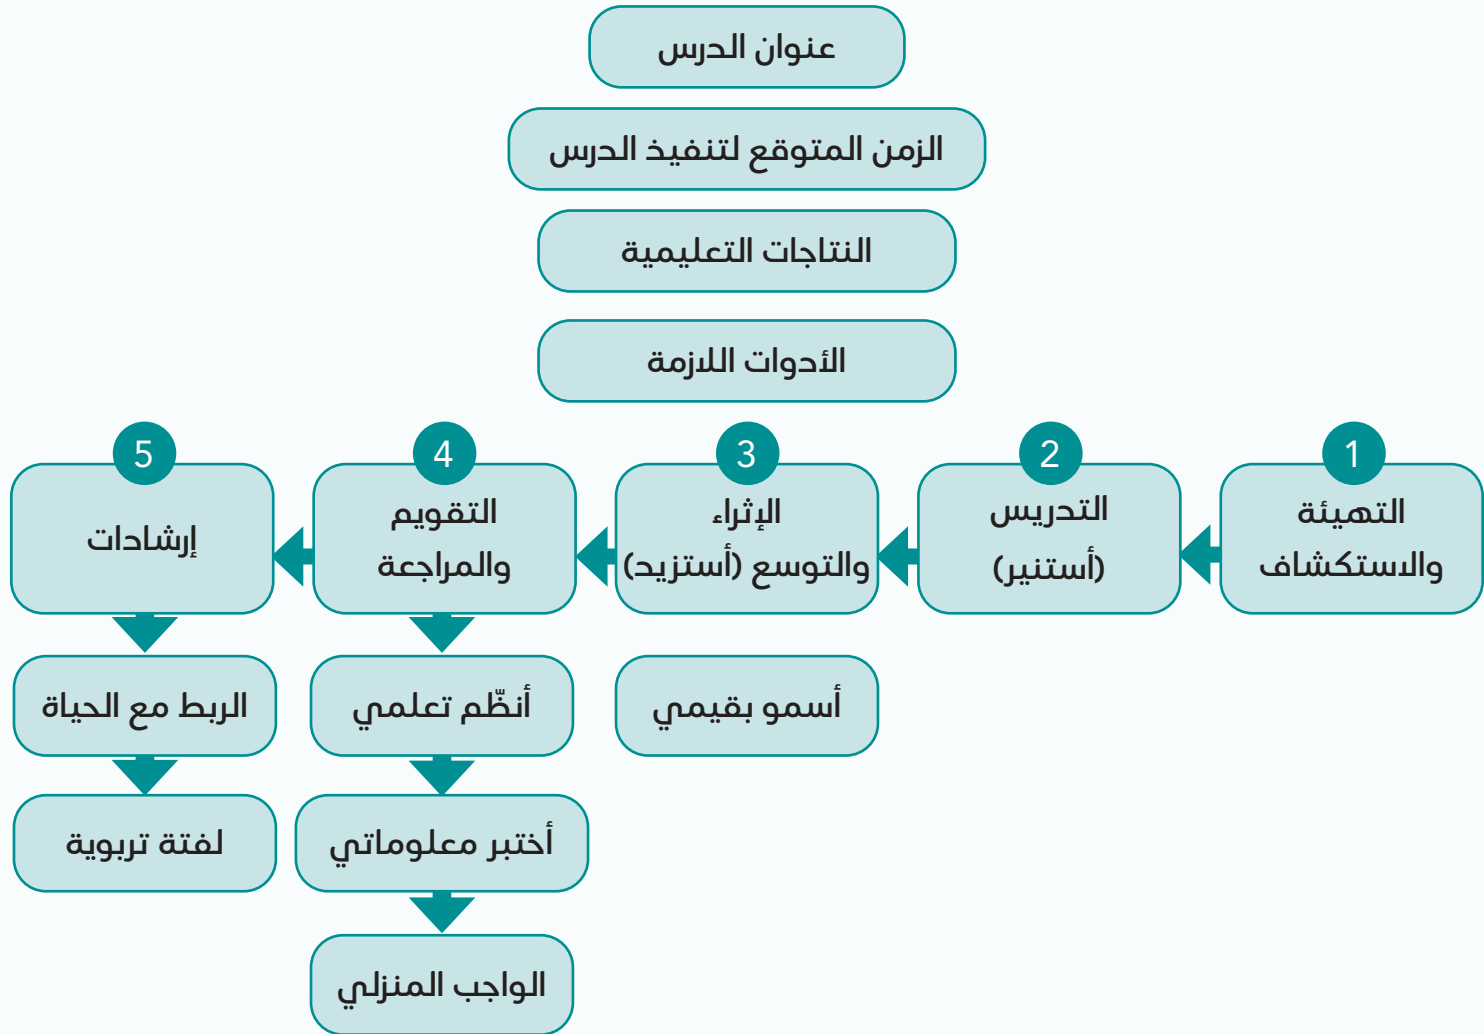 عنوان الدرس
الزمن المتوقع لتنفيذ الدرس
النتاجات التعليمية
الأدوات اللازمة
1
التهيئة
والاستكشاف
2
التدريس
(أستنير)
3
الإثراء
والتوسع (أستزيد)
4
التقويم
والمراجعة
5
إرشادات
أسمو بقيمي
أنظّم تعلمي
الربط مع الحياة
أختبر معلوماتي
لفتة تربوية
الواجب المنزلي